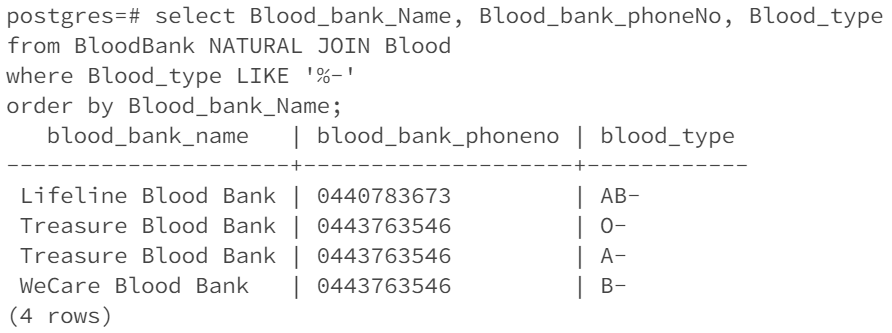 postgres=# select Blood_bank_Name, Blood_bank_phoneNo, Blood_type
from BloodBank NATURAL JOIN Blood
where Blood_type LIKE '%-'
order by Blood_bank_Name;
   blood_bank_name   | blood_bank_phoneno | blood_type
---------------------+--------------------+------------
 Lifeline Blood Bank | 0440783673         | AB-
 Treasure Blood Bank | 0443763546         | O-
 Treasure Blood Bank | 0443763546         | A-
 WeCare Blood Bank   | 0443763546         | B-
(4 rows)